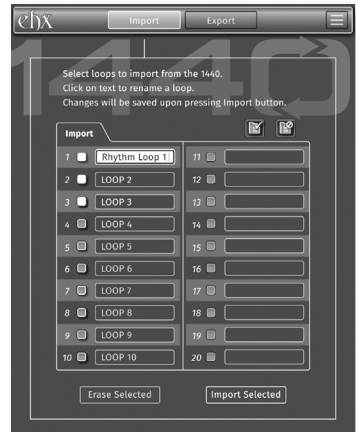 ehx
Import Export
1440
Select loops to import from the 1440.
Click on text to rename a loop.
Changes will be saved upon pressing Import button.
Import
1 Rhythm Loop 1 11
2 LOOP 2 12
3 LOOP 3 13
4 LOOP 4 14
5 LOOP 5 15
6 LOOP 6 16
7 LOOP 7 17
8 LOOP 8 18
9 LOOP 9 19
10 LOOP 10 20
Erase Selected Import Selected